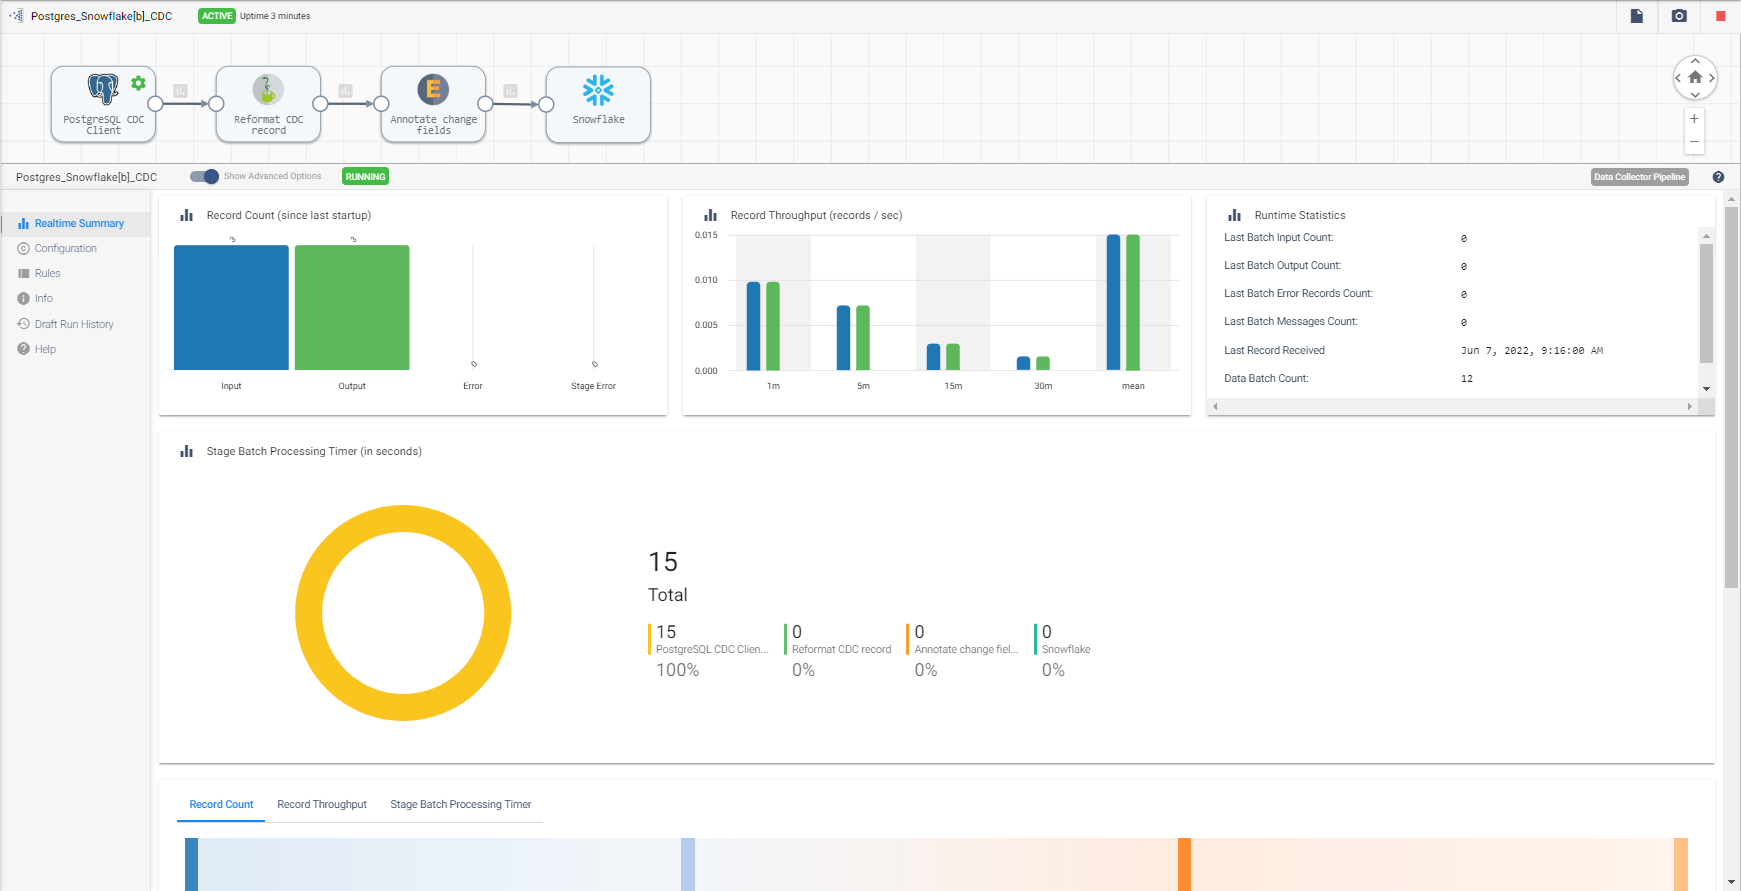 Postgres_Snowflake[b]_CDC ACTIVE Uptime 3 minutes
PostgreSQL CDC
Client
Reformat CDC
record
E
Annotate change
fields
Snowflake
Postgres_Snowflake[b]_CDC Show Advanced Options RUNNING Data Collector Pipeline
Realtime Summary
Configuration
Rules
Info
Draft Run History
Help
Record Count (since last startup)
3 3
0 0
Input Output Error Stage Error
Record Throughput (records / sec)
0.015
0.010
0.005
0.000
1m 5m 15m 30m mean
Runtime Statistics
Last Batch Input Count: 0
Last Batch Output Count: 0
Last Batch Error Records Count: 0
Last Batch Messages Count: 0
Last Record Received Jun 7, 2022, 9:16:00 AM
Data Batch Count: 12
Stage Batch Processing Timer (in seconds)
15
Total
15 0 0 0
PostgreSQL CDC Clien... Reformat CDC record Annotate change fiel... Snowflake
100% 0% 0% 0%
Record Count Record Throughput Stage Batch Processing Timer